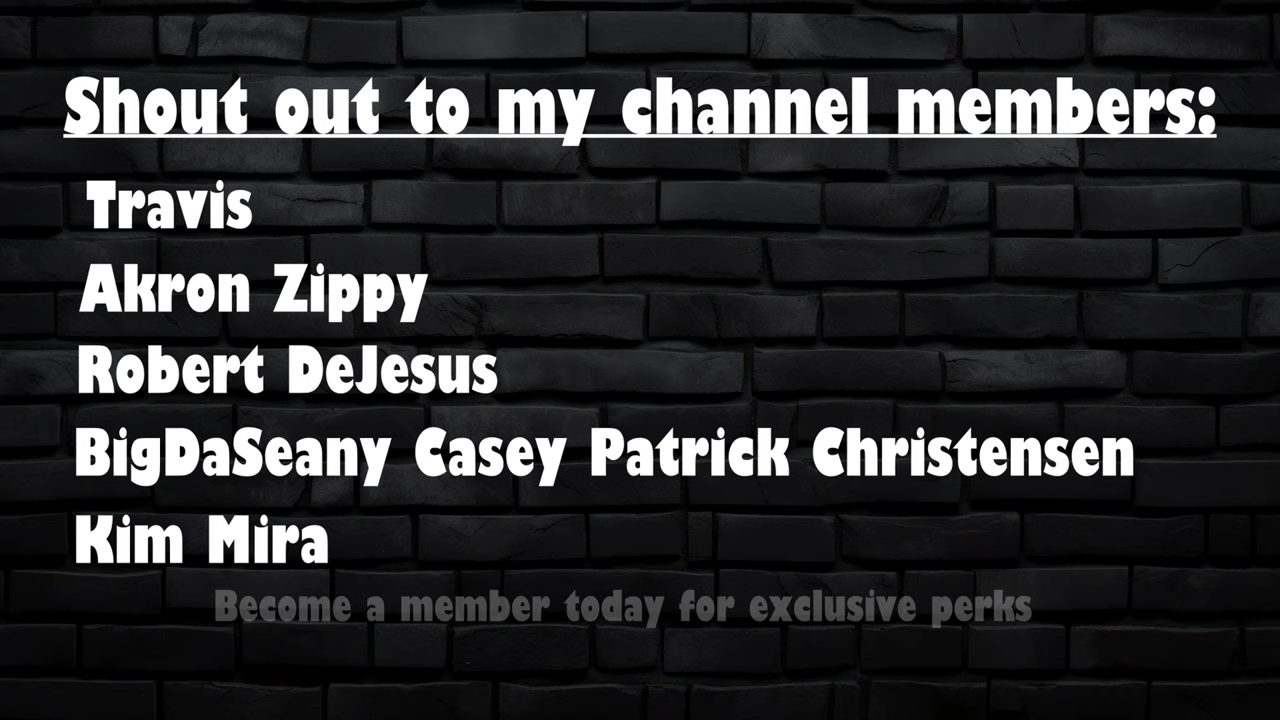 Shout out to my channel members:
Travis
Akron Zippy
Robert DeJesus
BigDaSeany Casey Patrick Christensen
Kim Mira
Become a member today for exclusive perks